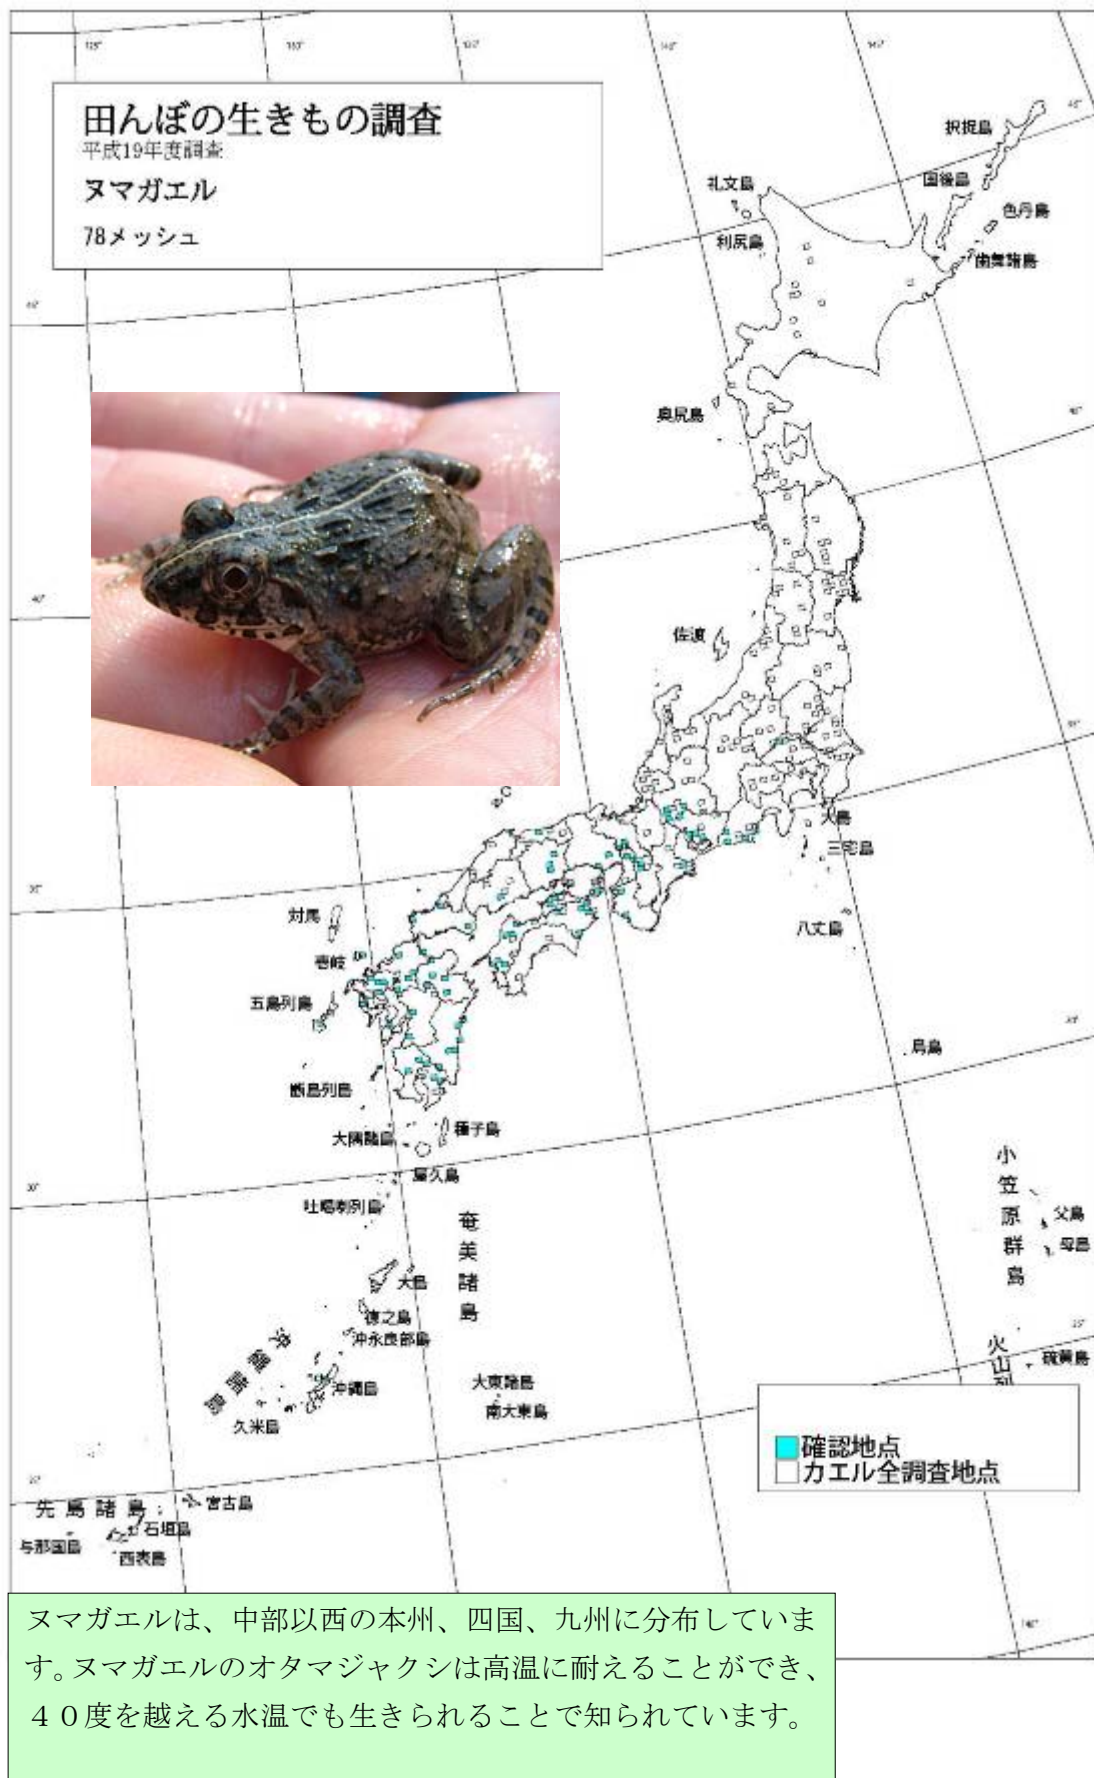 田んぼの生きもの調査
平成19年度調査
ヌマガエル
78メッシュ
択捉島
国後島
色丹島
歯舞諸島
礼文島
利尻島
奥尻島
佐渡
大島
三宅島
八丈島
鳥島
対馬
壱岐
五島列島
甑島列島
大隅諸島
種子島
屋久島
吐噶喇列島
奄美諸島
大島
徳之島
沖永良部島
沖縄諸島
沖縄島
久米島
大東諸島
南大東島
小笠原群島
父島
母島
火山列
硫黄島
先島諸島
宮古島
石垣島
与那国島
西表島
確認地点
カエル全調査地点
ヌマガエルは、中部以西の本州、四国、九州に分布していま
す。ヌマガエルのオタマジャクシは高温に耐えることができ、
４０度を越える水温でも生きられることで知られています。